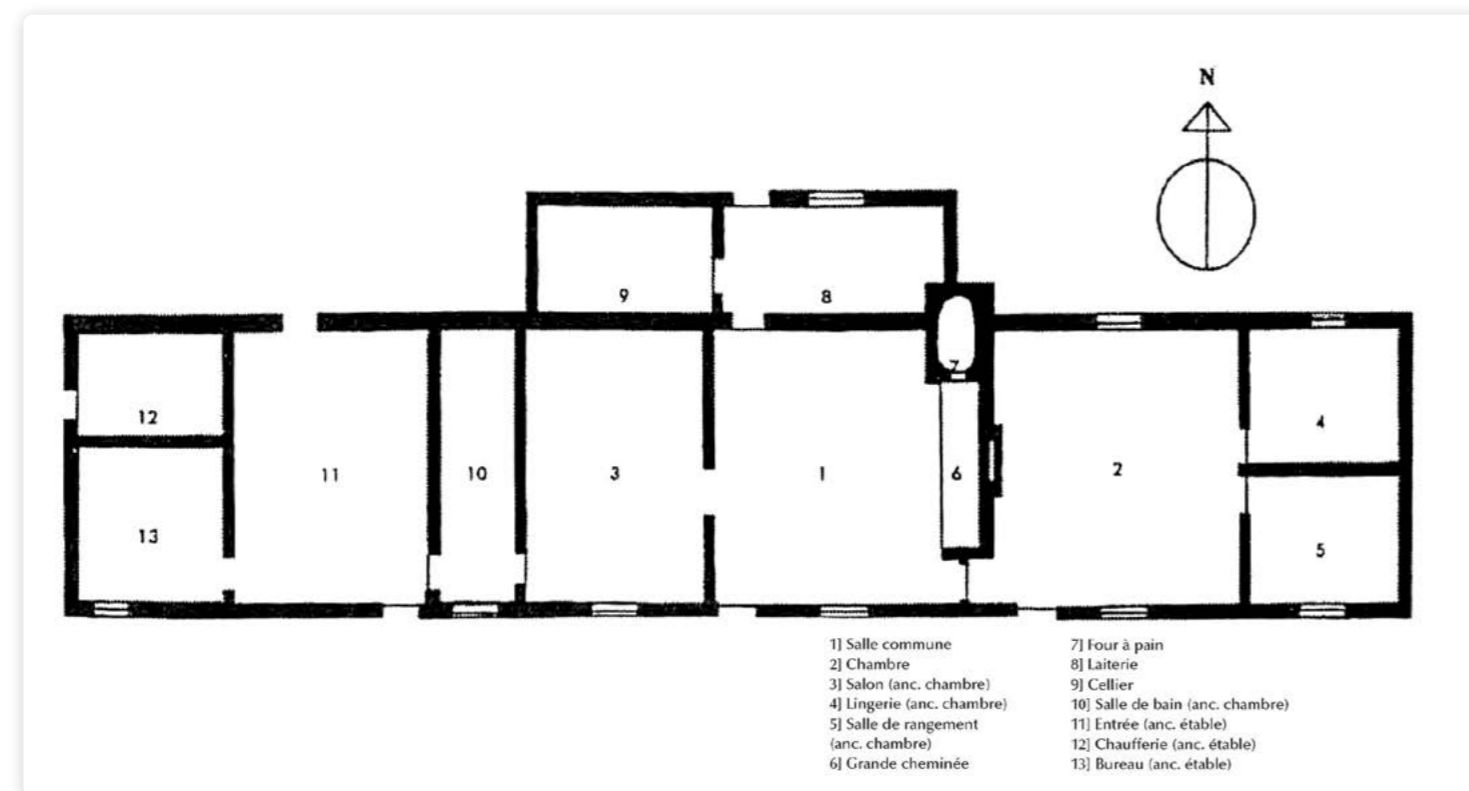 N
9
8
7
12
4
11
10
3
1
6
2
13
5
1] Salle commune
2] Chambre
3] Salon (anc. chambre)
4] Lingerie (anc. chambre)
5] Salle de rangement
(anc. chambre)
6] Grande cheminée
7] Four à pain
8] Laiterie
9] Cellier
10] Salle de bain (anc. chambre)
11] Entrée (anc. étable)
12] Chaufferie (anc. étable)
13] Bureau (anc. étable)